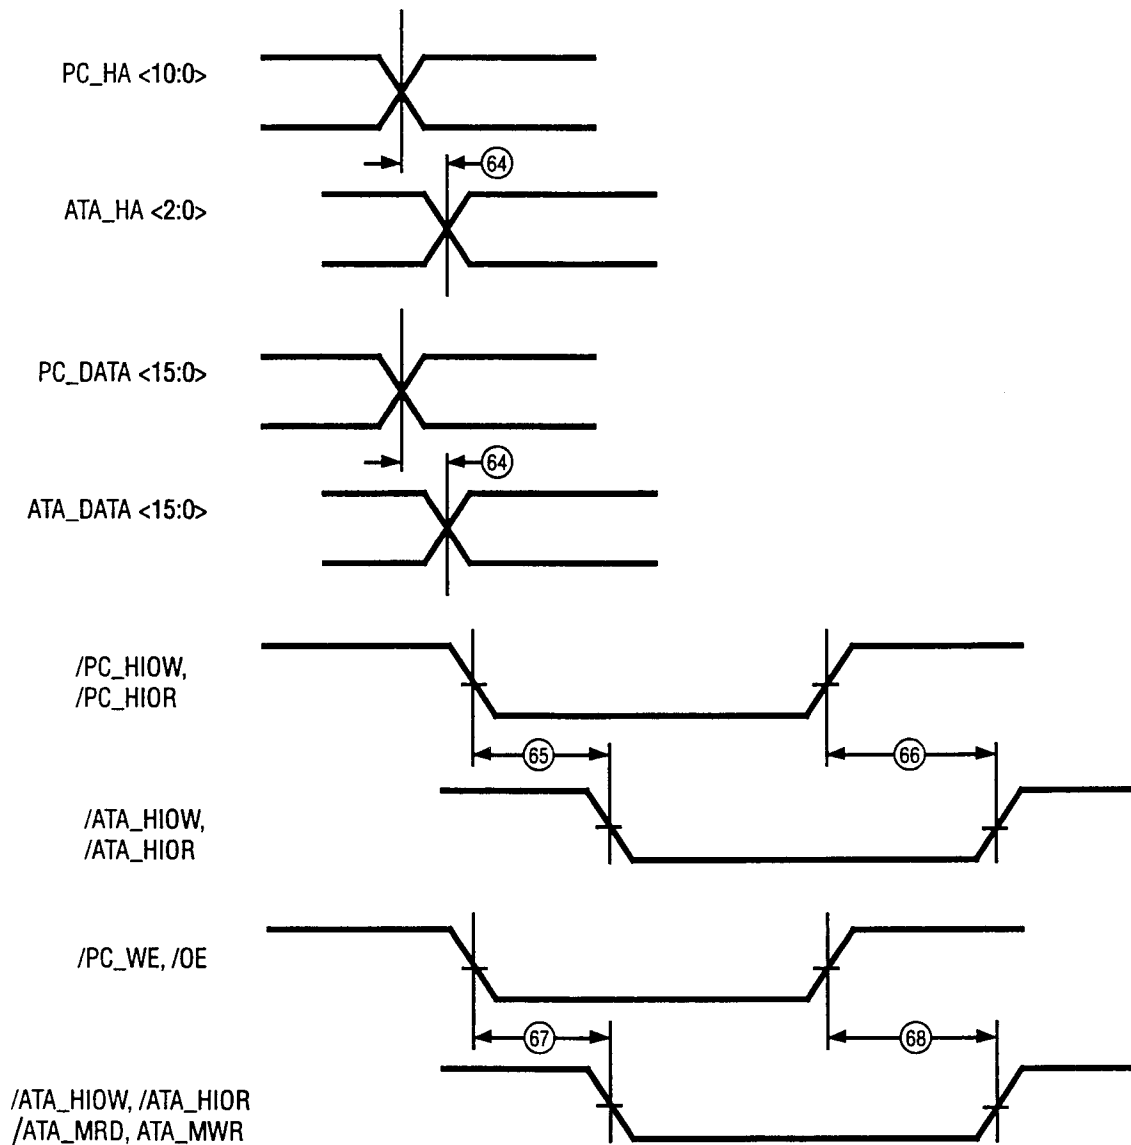 PC_HA <10:0>
64
ATA_HA <2:0>
PC_DATA <15:0>
64
ATA_DATA <15:0>
/PC_HIOW,
/PC_HIOR
65
66
/ATA_HIOW,
/ATA_HIOR
/PC_WE, /OE
67
68
/ATA_HIOW, /ATA_HIOR
/ATA_MRD, ATA_MWR